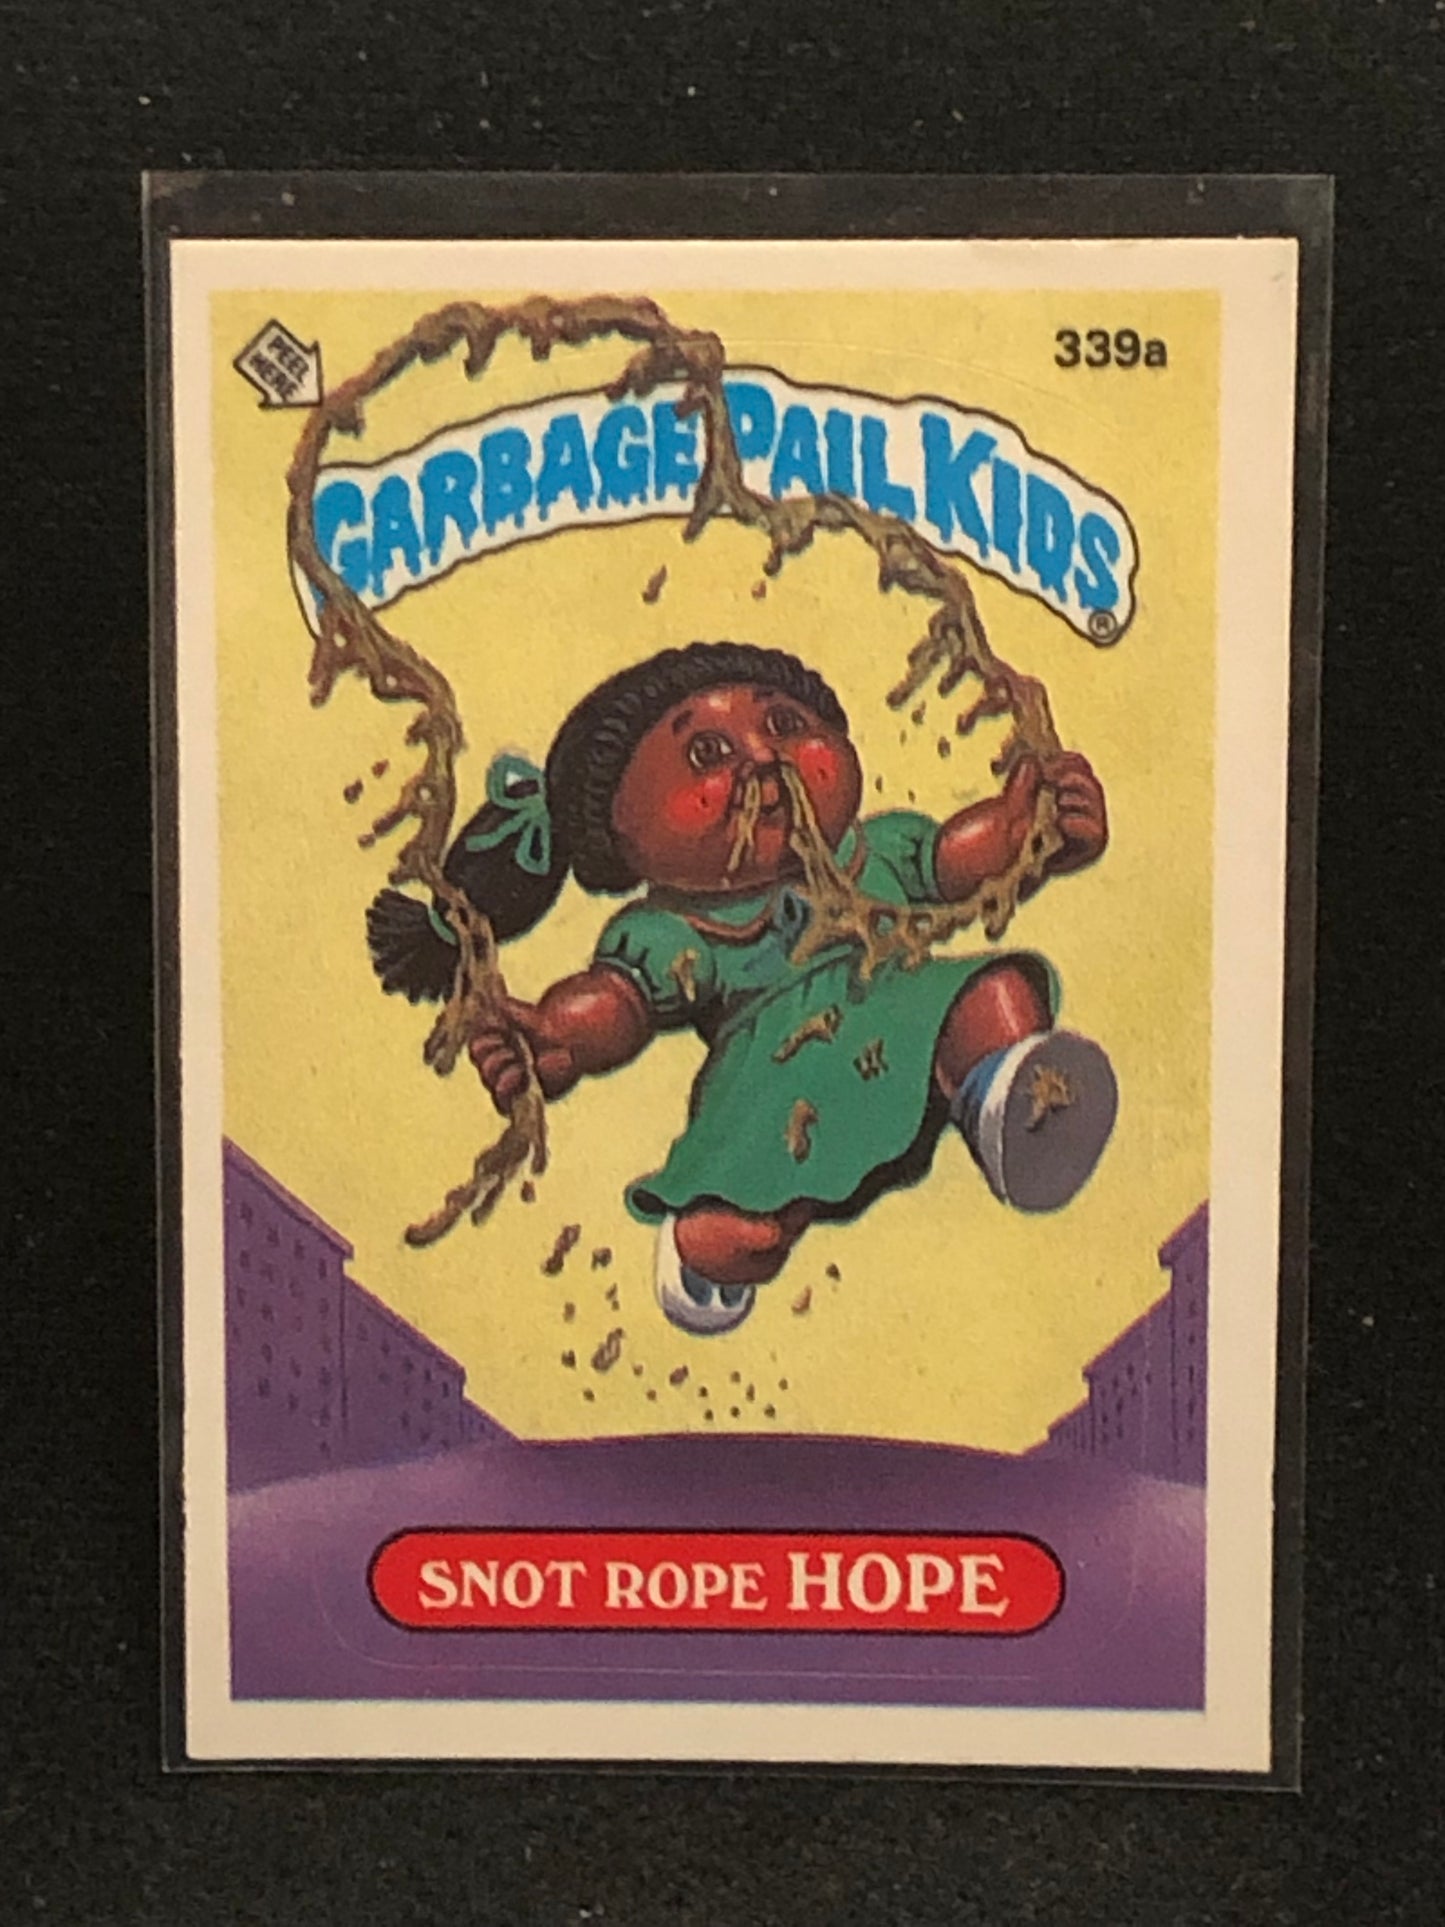 PEEL
HERE
339a
GARBAGE PAIL KIDS
®
SNOT ROPE HOPE